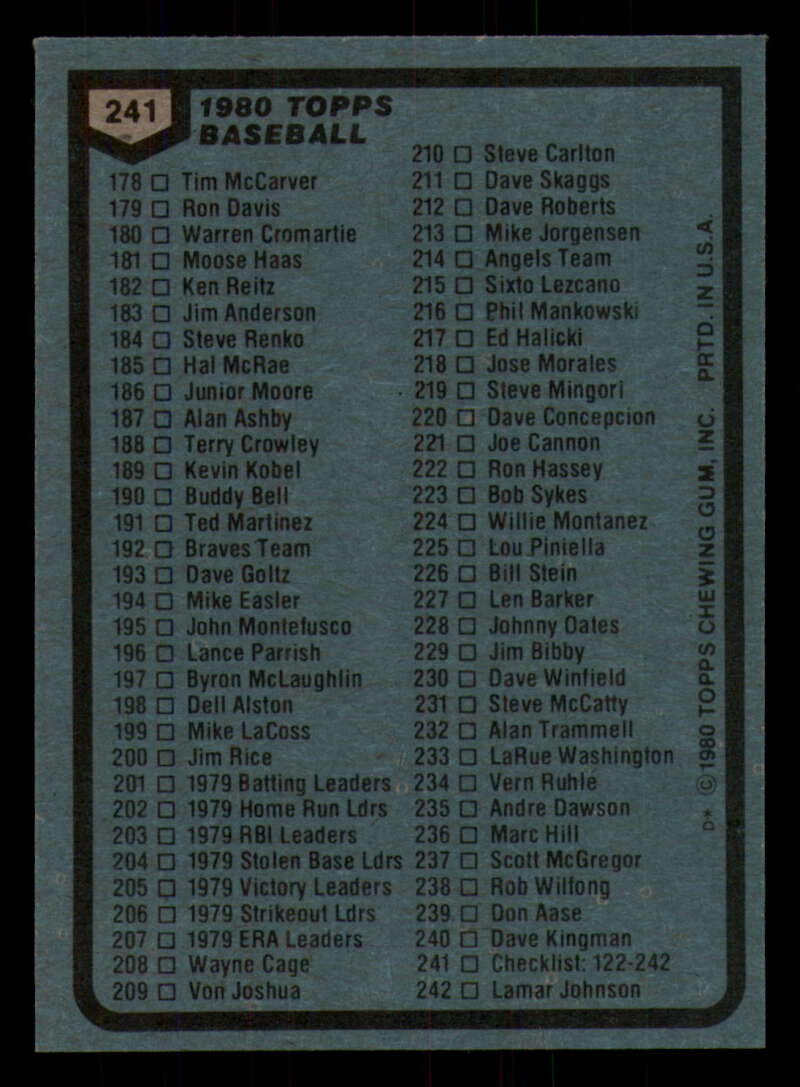 241
1980 TOPPS
BASEBALL
178 □ Tim McCarver
179 □ Ron Davis
180 □ Warren Cromartie
181 □ Moose Haas
182 □ Ken Reitz
183 □ Jim Anderson
184 □ Steve Renko
185 □ Hal McRae
186 □ Junior Moore
187 □ Alan Ashby
188 □ Terry Crowley
189 □ Kevin Kobel
190 □ Buddy Bell
191 □ Ted Martinez
192 □ Braves Team
193 □ Dave Goltz
194 □ Mike Easler
195 □ John Montefusco
196 □ Lance Parrish
197 □ Byron McLaughlin
198 □ Dell Alston
199 □ Mike LaCoss
200 □ Jim Rice
201 □ 1979 Batting Leaders
202 □ 1979 Home Run Ldrs
203 □ 1979 RBI Leaders
204 □ 1979 Stolen Base Ldrs
205 □ 1979 Victory Leaders
206 □ 1979 Strikeout Ldrs
207 □ 1979 ERA Leaders
208 □ Wayne Cage
209 □ Von Joshua
210 □ Steve Carlton
211 □ Dave Skaggs
212 □ Dave Roberts
213 □ Mike Jorgensen
214 □ Angels Team
215 □ Sixto Lezcano
216 □ Phil Mankowski
217 □ Ed Halicki
218 □ Jose Morales
219 □ Steve Mingori
220 □ Dave Concepcion
221 □ Joe Cannon
222 □ Ron Hassey
223 □ Bob Sykes
224 □ Willie Montanez
225 □ Lou Piniella
226 □ Bill Stein
227 □ Len Barker
228 □ Johnny Oates
229 □ Jim Bibby
230 □ Dave Winfield
231 □ Steve McCatty
232 □ Alan Trammell
233 □ LaRue Washington
234 □ Vern Ruhle
235 □ Andre Dawson
236 □ Marc Hill
237 □ Scott McGregor
238 □ Rob Wilfong
239 □ Don Aase
240 □ Dave Kingman
241 □ Checklist: 122-242
242 □ Lamar Johnson
D* © 1980 TOPPS CHEWING GUM, INC. PRTD. IN U.S.A.